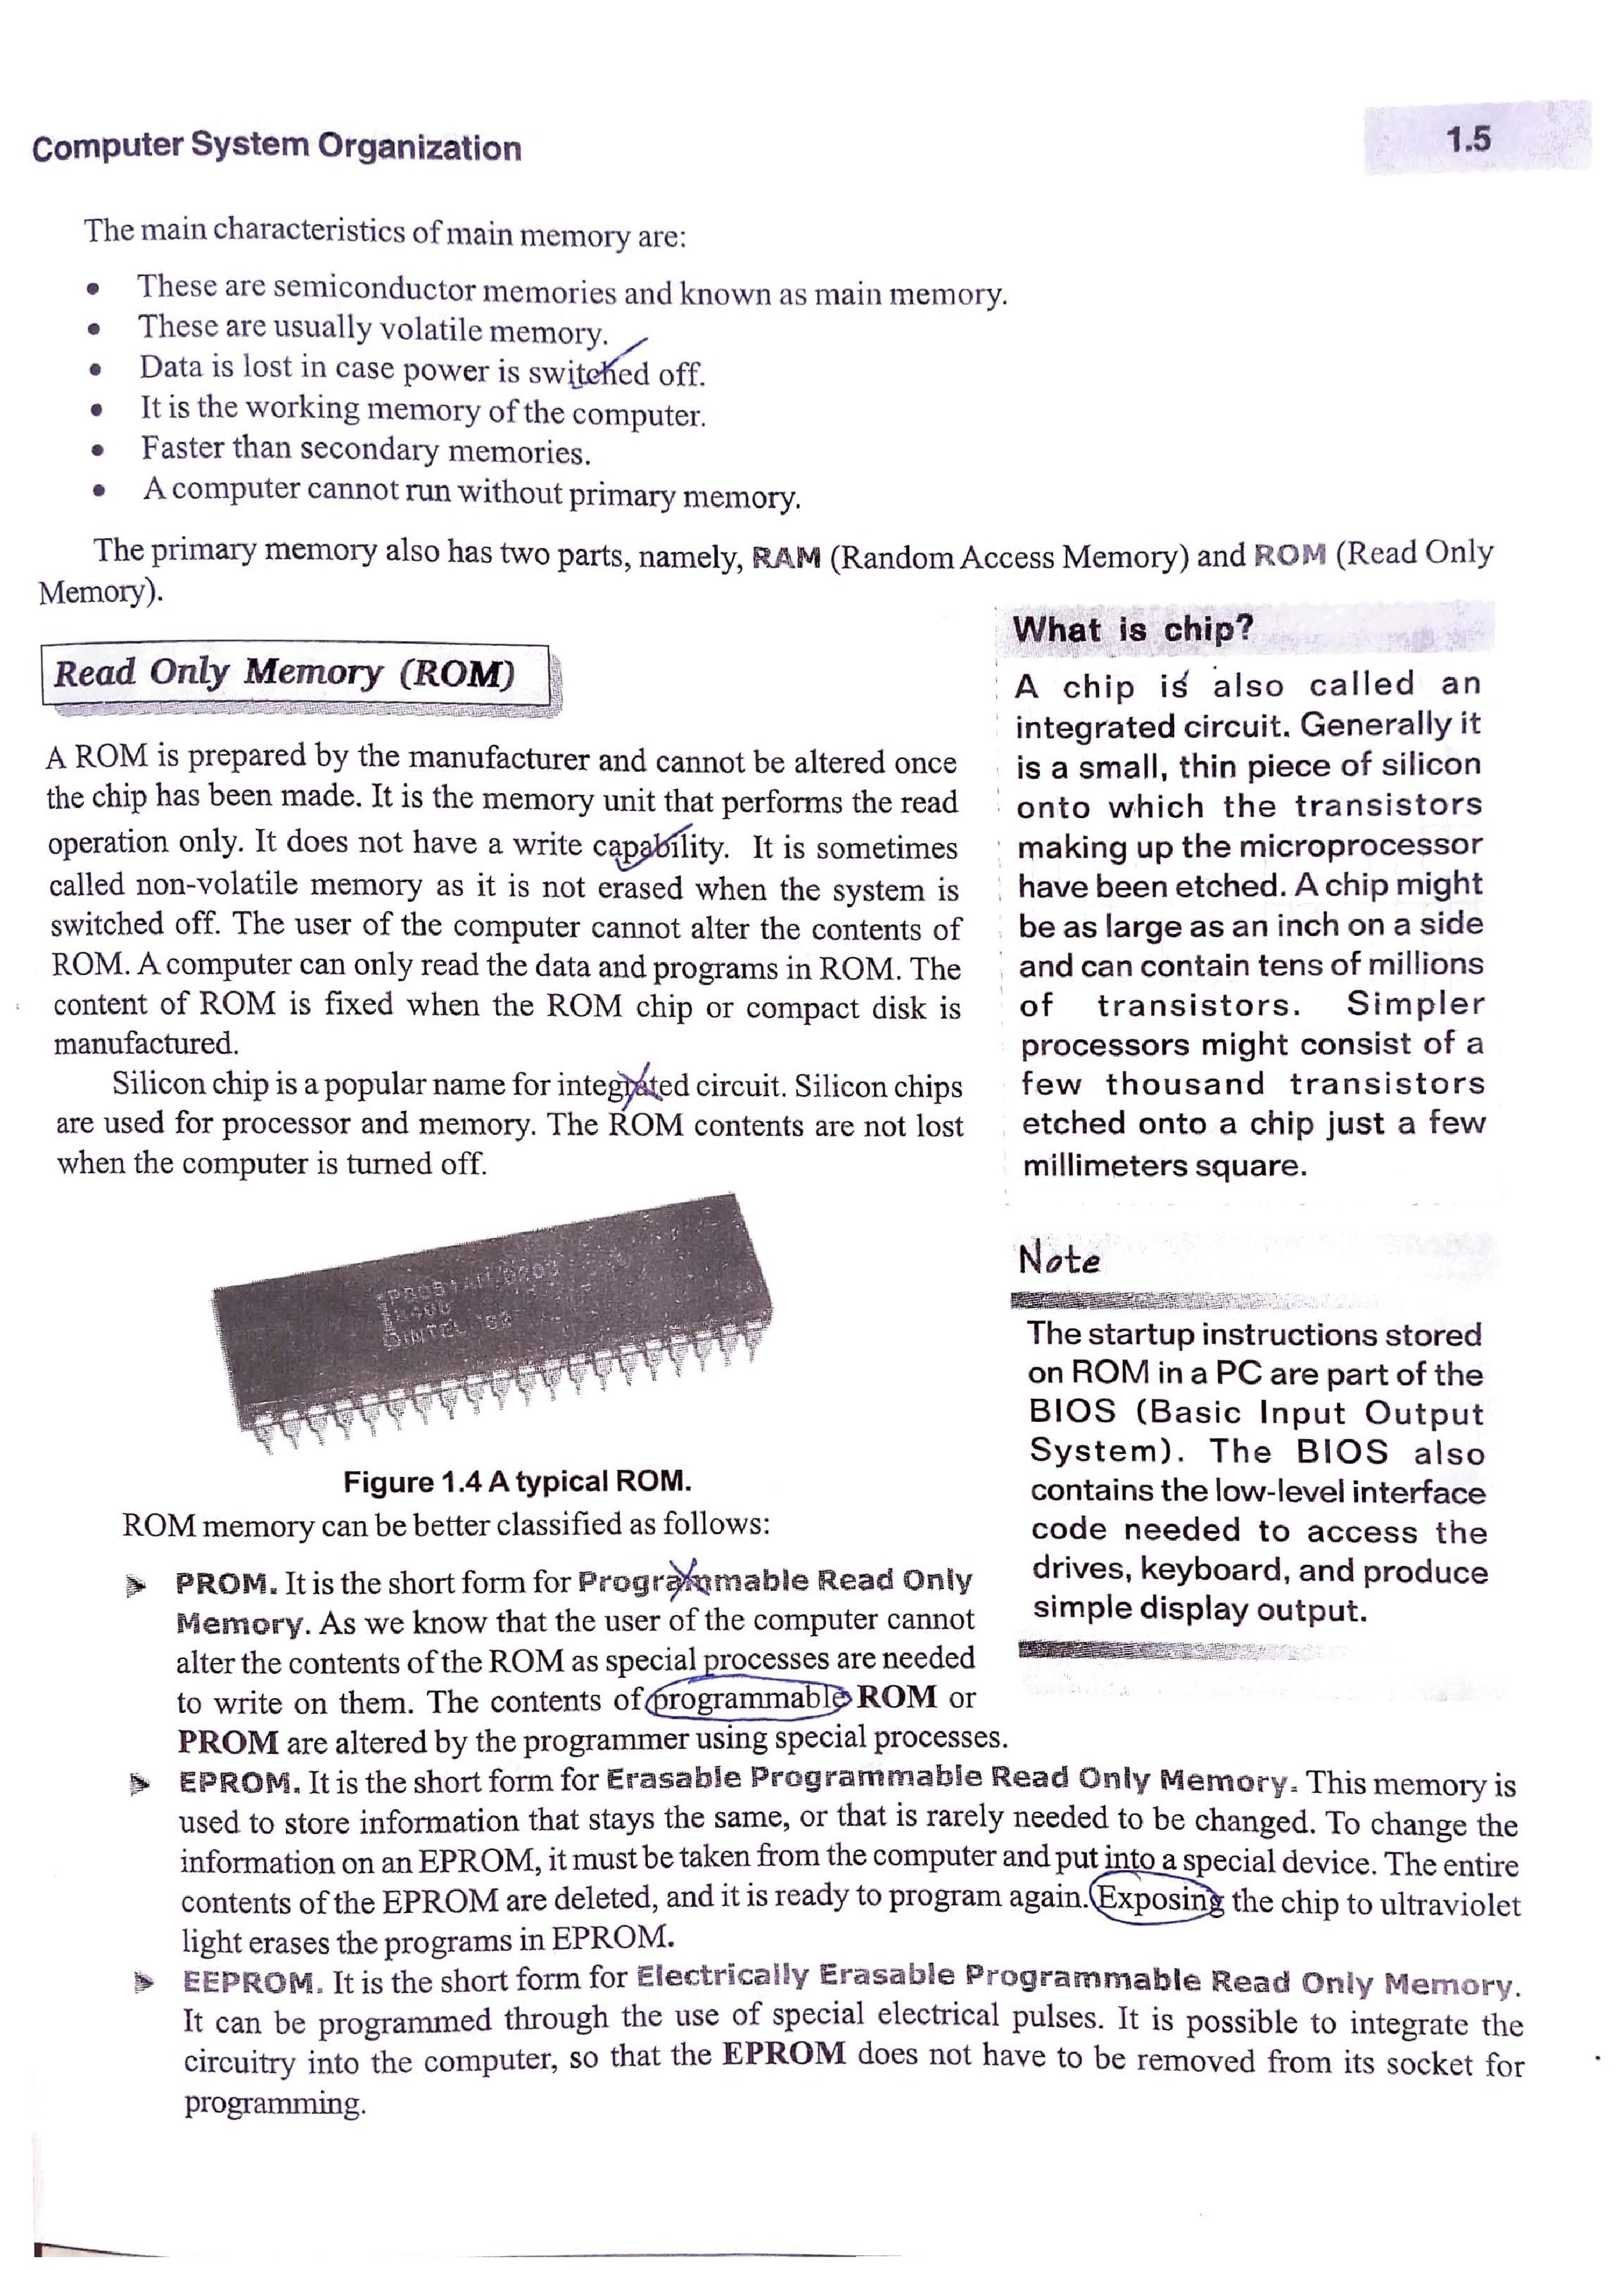 Computer System Organization
1.5
The main characteristics of main memory are:
• These are semiconductor memories and known as main memory.
• These are usually volatile memory.
• Data is lost in case power is switched off.
• It is the working memory of the computer.
• Faster than secondary memories.
• A computer cannot run without primary memory.
The primary memory also has two parts, namely, RAM (Random Access Memory) and ROM (Read Only
Memory).
Read Only Memory (ROM)
A ROM is prepared by the manufacturer and cannot be altered once
the chip has been made. It is the memory unit that performs the read
operation only. It does not have a write capability. It is sometimes
called non-volatile memory as it is not erased when the system is
switched off. The user of the computer cannot alter the contents of
ROM. A computer can only read the data and programs in ROM. The
content of ROM is fixed when the ROM chip or compact disk is
manufactured.
Silicon chip is a popular name for integrated circuit. Silicon chips
are used for processor and memory. The ROM contents are not lost
when the computer is turned off.
What is chip?
A chip is also called an
integrated circuit. Generally it
is a small, thin piece of silicon
onto which the transistors
making up the microprocessor
have been etched. A chip might
be as large as an inch on a side
and can contain tens of millions
of transistors. Simpler
processors might consist of a
few thousand transistors
etched onto a chip just a few
millimeters square.
Note
The startup instructions stored
on ROM in a PC are part of the
BIOS (Basic Input Output
System). The BIOS also
contains the low-level interface
code needed to access the
drives, keyboard, and produce
simple display output.
INTEL
Figure 1.4 A typical ROM.
ROM memory can be better classified as follows:
PROM. It is the short form for Programmable Read Only
Memory. As we know that the user of the computer cannot
alter the contents of the ROM as special processes are needed
to write on them. The contents of programmable ROM or
PROM are altered by the programmer using special processes.
EPROM. It is the short form for Erasable Programmable Read Only Memory. This memory is
used to store information that stays the same, or that is rarely needed to be changed. To change the
information on an EPROM, it must be taken from the computer and put into a special device. The entire
contents of the EPROM are deleted, and it is ready to program again. Exposing the chip to ultraviolet
light erases the programs in EPROM.
EEPROM. It is the short form for Electrically Erasable Programmable Read Only Memory.
It can be programmed through the use of special electrical pulses. It is possible to integrate the
circuitry into the computer, so that the EPROM does not have to be removed from its socket for
programming.